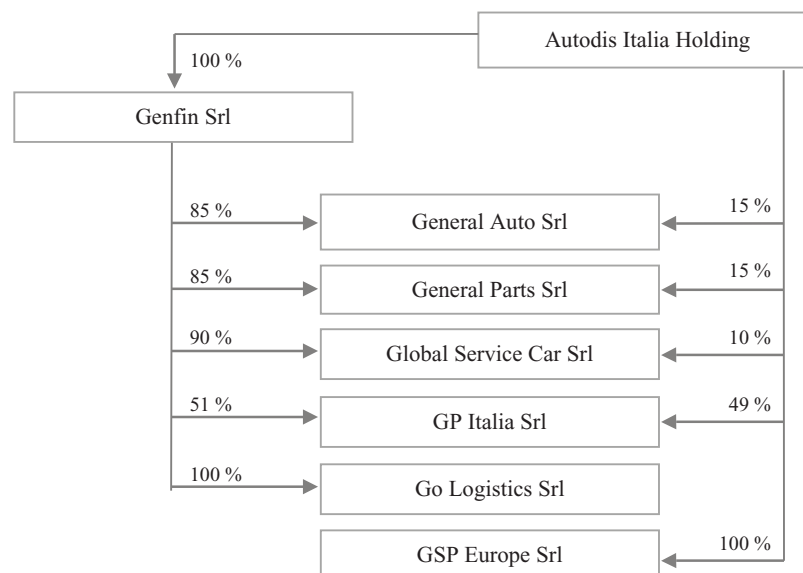 Autodis Italia Holding
100 %
Genfin Srl
85 %
General Auto Srl
15 %
85 %
General Parts Srl
15 %
90 %
Global Service Car Srl
10 %
51 %
GP Italia Srl
49 %
100 %
Go Logistics Srl
GSP Europe Srl
100 %